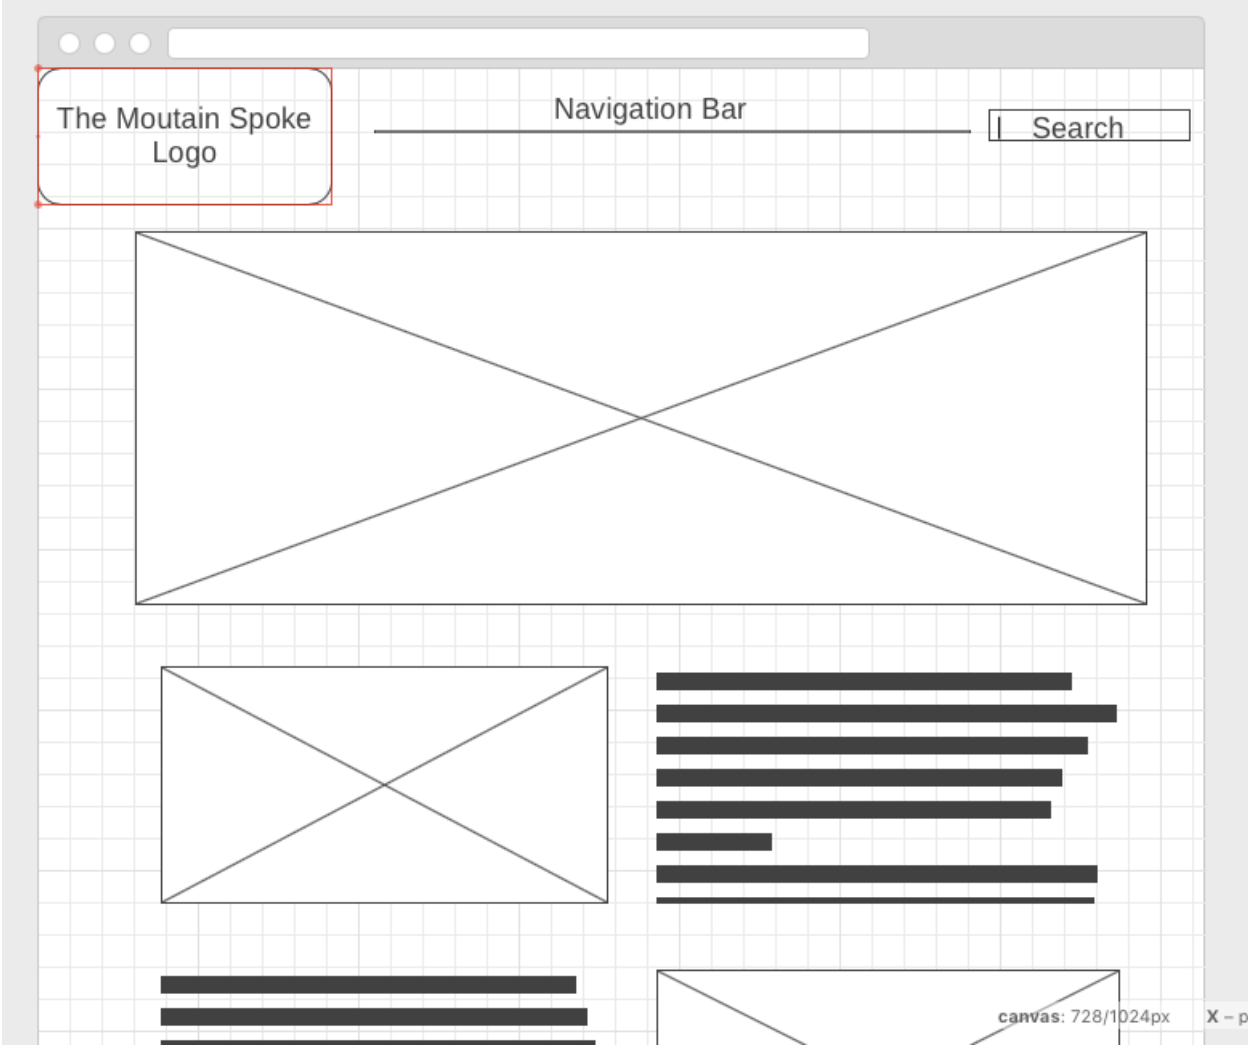 The Moutain Spoke
Logo
Navigation Bar
Search
canvas: 728/1024px
X – p